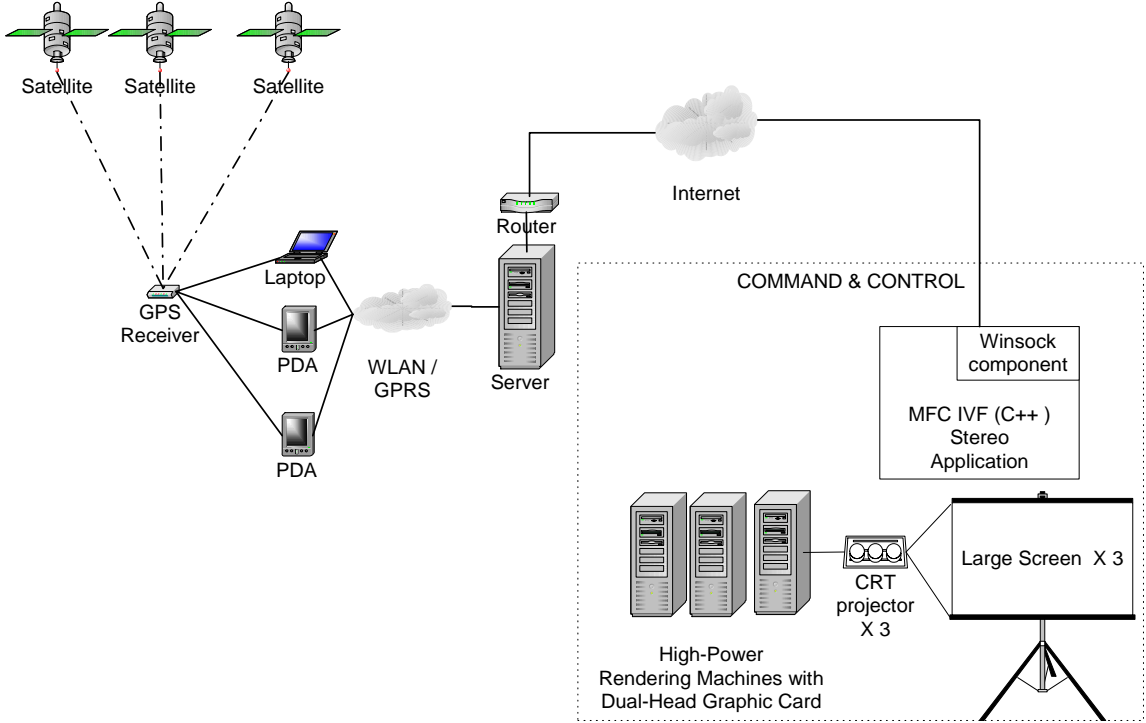 Satellite
Satellite
Satellite
Internet
Router
Laptop
COMMAND & CONTROL
GPS
Receiver
Winsock
component
PDA
WLAN /
GPRS
Server
MFC IVF (C++ )
Stereo
Application
PDA
Large Screen X 3
CRT
projector
X 3
High-Power
Rendering Machines with
Dual-Head Graphic Card